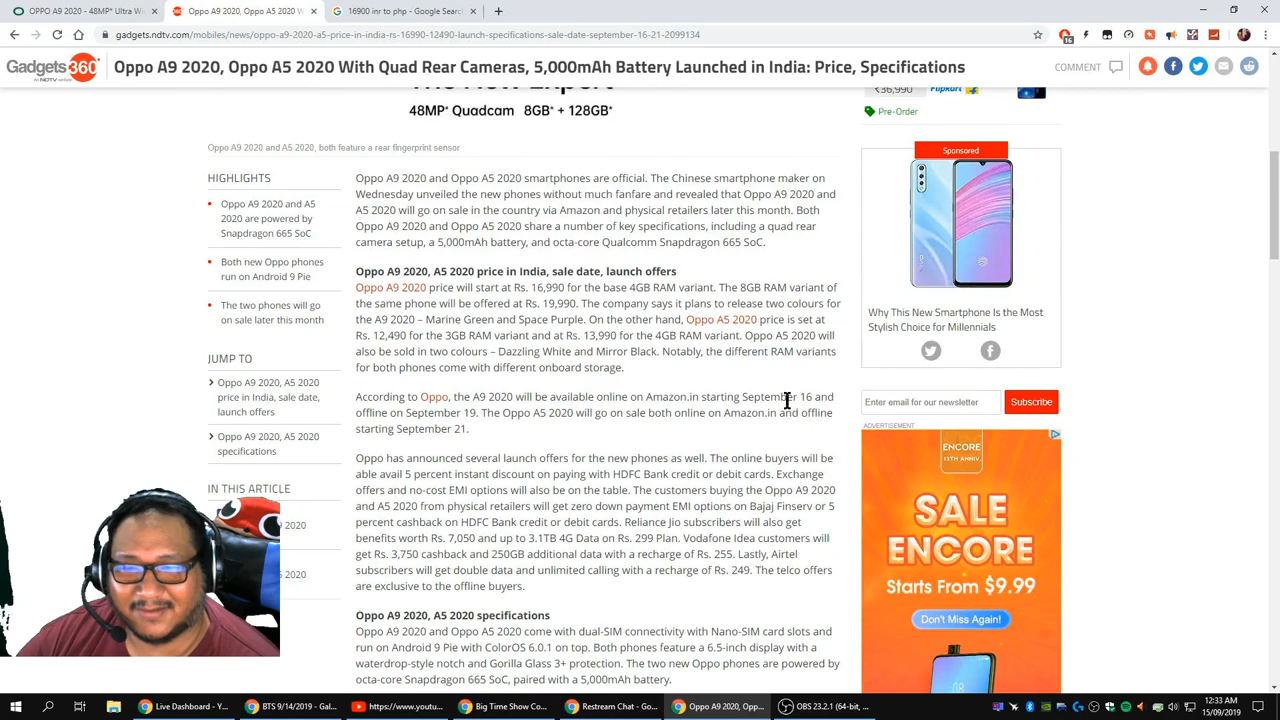 OPPO A9 2020 - 48MP* Ultra Wi
Oppo A9 2020, Oppo A5 2020 W
16900 inr to php - Google Searc
gadgets.ndtv.com/mobiles/news/oppo-a9-2020-a5-price-in-india-rs-16990-12490-launch-specifications-sale-date-september-16-21-2099134
16
Gadgets 360°
An NDTV venture
Oppo A9 2020, Oppo A5 2020 With Quad Rear Cameras, 5,000mAh Battery Launched in India: Price, Specifications
COMMENT
48MP* Quadcam 8GB* + 128GB*
Oppo A9 2020 and A5 2020, both feature a rear fingerprint sensor
HIGHLIGHTS
Oppo A9 2020 and A5
2020 are powered by
Snapdragon 665 SoC
Both new Oppo phones
run on Android 9 Pie
The two phones will go
on sale later this month
JUMP TO
Oppo A9 2020, A5 2020
price in India, sale date,
launch offers
Oppo A9 2020, A5 2020
specifications
IN THIS ARTICLE
2020
2020
Oppo A9 2020 and Oppo A5 2020 smartphones are official. The Chinese smartphone maker on
Wednesday unveiled the new phones without much fanfare and revealed that Oppo A9 2020 and
A5 2020 will go on sale in the country via Amazon and physical retailers later this month. Both
Oppo A9 2020 and Oppo A5 2020 share a number of key specifications, including a quad rear
camera setup, a 5,000mAh battery, and octa-core Qualcomm Snapdragon 665 SoC.
Oppo A9 2020, A5 2020 price in India, sale date, launch offers
Oppo A9 2020 price will start at Rs. 16,990 for the base 4GB RAM variant. The 8GB RAM variant of
the same phone will be offered at Rs. 19,990. The company says it plans to release two colours for
the A9 2020 – Marine Green and Space Purple. On the other hand, Oppo A5 2020 price is set at
Rs. 12,490 for the 3GB RAM variant and at Rs. 13,990 for the 4GB RAM variant. Oppo A5 2020 will
also be sold in two colours – Dazzling White and Mirror Black. Notably, the different RAM variants
for both phones come with different onboard storage.
According to Oppo, the A9 2020 will be available online on Amazon.in starting September 16 and
offline on September 19. The Oppo A5 2020 will go on sale both online on Amazon.in and offline
starting September 21.
Oppo has announced several launch offers for the new phones as well. The online buyers will be
able avail 5 percent instant discount on paying with HDFC Bank credit or debit cards. Exchange
offers and no-cost EMI options will also be on the table. The customers buying the Oppo A9 2020
and A5 2020 from physical retailers will get zero down payment EMI options on Bajaj Finserv or 5
percent cashback on HDFC Bank credit or debit cards. Reliance Jio subscribers will also get
benefits worth Rs. 7,050 and up to 3.1TB 4G Data on Rs. 299 Plan. Vodafone Idea customers will
get Rs. 3,750 cashback and 250GB additional data with a recharge of Rs. 255. Lastly, Airtel
subscribers will get double data and unlimited calling with a recharge of Rs. 249. The telco offers
are exclusive to the offline buyers.
Oppo A9 2020, A5 2020 specifications
Oppo A9 2020 and Oppo A5 2020 come with dual-SIM connectivity with Nano-SIM card slots and
run on Android 9 Pie with ColorOS 6.0.1 on top. Both phones feature a 6.5-inch display with a
waterdrop-style notch and Gorilla Glass 3+ protection. The two new Oppo phones are powered by
octa-core Snapdragon 665 SoC, paired with a 5,000mAh battery.
₹36,990 Flipkart
Pre-Order
Sponsored
Why This New Smartphone Is the Most
Stylish Choice for Millennials
Enter email for our newsletter
Subscribe
ADVERTISEMENT
ENCORE
13TH ANNIV.
SALE
ENCORE
Starts From $9.99
Don't Miss Again!
Live Dashboard - Y...
BTS 9/14/2019 - Gal...
https://www.youtu...
Big Time Show Co...
Restream Chat - Go...
Oppo A9 2020, Opp...
OBS 23.2.1 (64-bit, ...
12:33 AM
15/09/2019